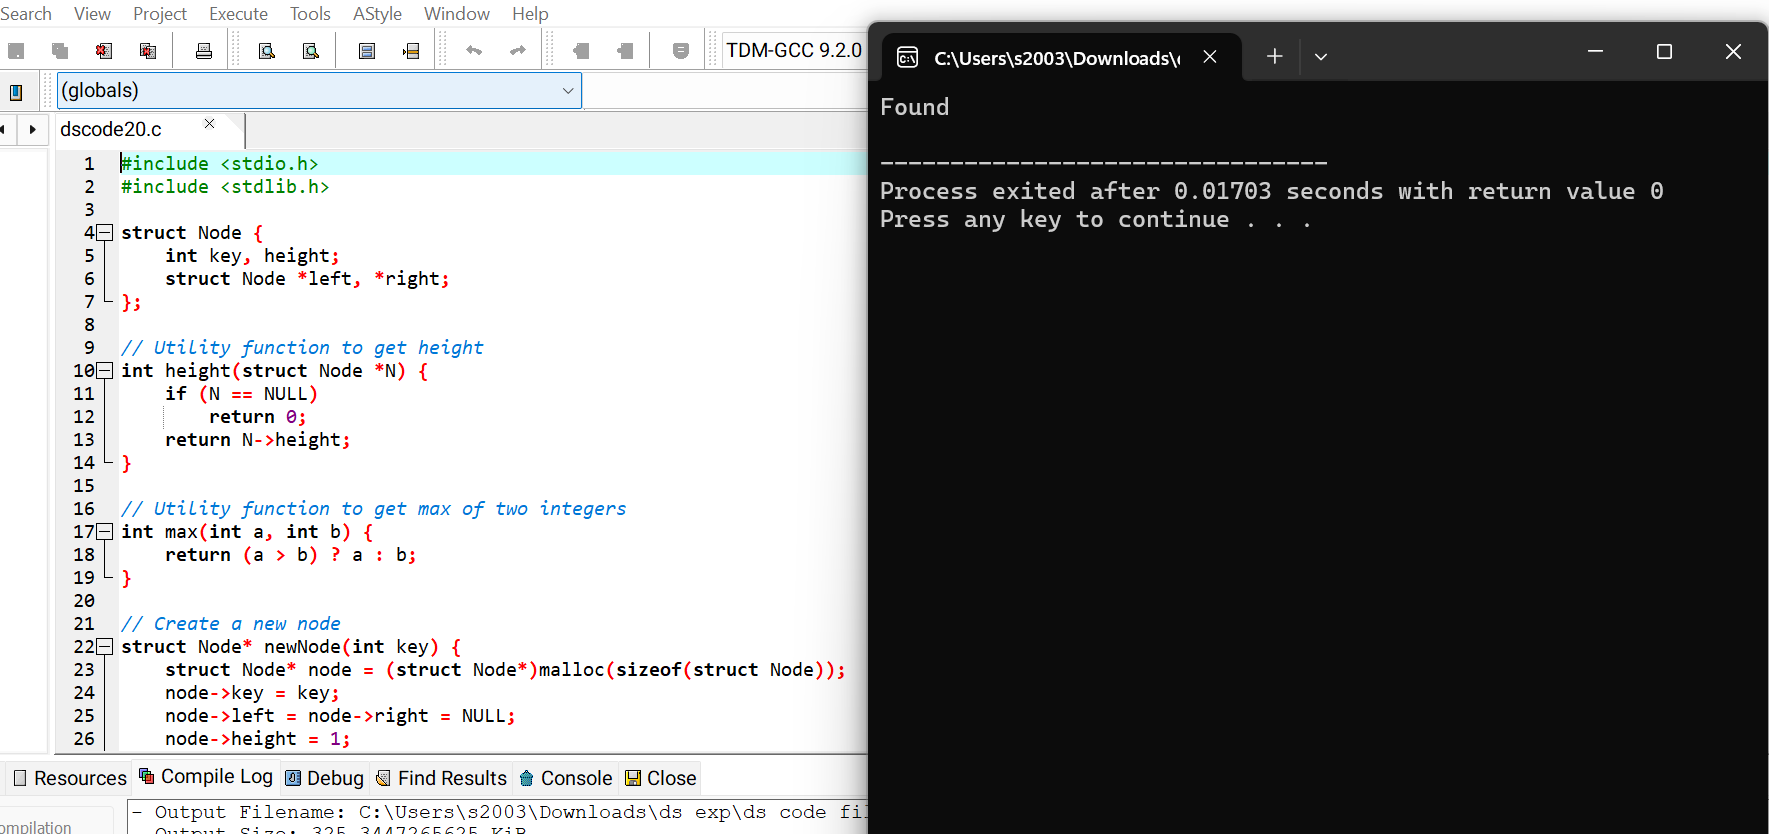 Search View Project Execute Tools AStyle Window Help
TDM-GCC 9.2.0
(globals)
dscode20.c
1 #include <stdio.h>
2 #include <stdlib.h>
3
4 struct Node {
5 int key, height;
6 struct Node *left, *right;
7 };
8
9 // Utility function to get height
10 int height(struct Node *N) {
11 if (N == NULL)
12 return 0;
13 return N->height;
14 }
15
16 // Utility function to get max of two integers
17 int max(int a, int b) {
18 return (a > b) ? a : b;
19 }
20
21 // Create a new node
22 struct Node* newNode(int key) {
23 struct Node* node = (struct Node*)malloc(sizeof(struct Node));
24 node->key = key;
25 node->left = node->right = NULL;
26 node->height = 1;
Resources Compile Log Debug Find Results Console Close
- Output Filename: C:\Users\s2003\Downloads\ds exp\ds code fil
- Output Size: 325.3447265625 KiB
C:\Users\s2003\Downloads\
Found
--------------------------------
Process exited after 0.01703 seconds with return value 0
Press any key to continue . . .